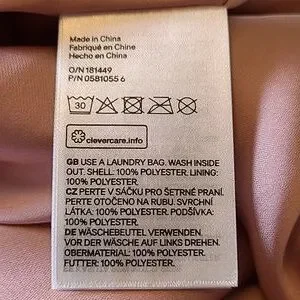 Made in China
Fabriqué en Chine
Hecho en China
O/N 181449
P/N 0581055 6
30
clevercare.info
GB USE A LAUNDRY BAG. WASH INSIDE
OUT. SHELL: 100% POLYESTER. LINING:
100% POLYESTER.
CZ PERTE V SÁČKU PRO ŠETRNÉ PRANÍ.
PERTE OTOČENO NA RUBU. SVRCHNÍ
LÁTKA: 100% POLYESTER. PODŠÍVKA:
100% POLYESTER.
DE WÄSCHEBEUTEL VERWENDEN.
VOR DER WÄSCHE AUF LINKS DREHEN.
OBERMATERIAL: 100% POLYESTER.
FUTTER: 100% POLYESTER.